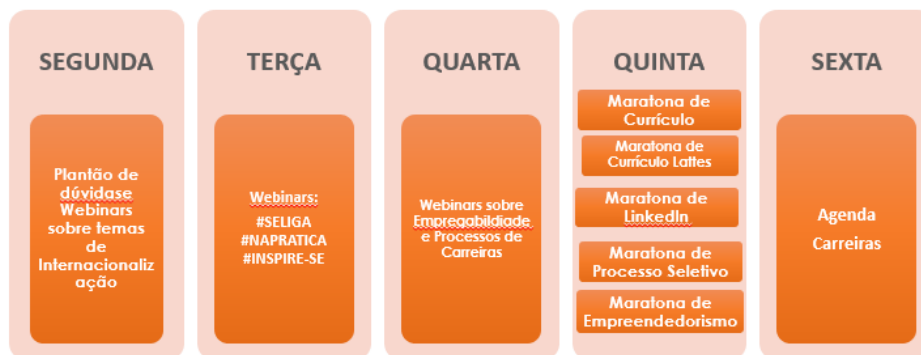 SEGUNDA
Plantão de
dúvidase
Webinars
sobre temas
de
Internacionaliz
ação
TERÇA
Webinars:
#SELIGA
#NAPRATICA
#INSPIRE-SE
QUARTA
Webinars sobre
Empregabildiade
e Processos de
Carreiras
QUINTA
Maratona de
Currículo
Maratona de
Currículo Lattes
Maratona de
LinkedIn
Maratona de
Processo Seletivo
Maratona de
Empreendedorismo
SEXTA
Agenda
Carreiras